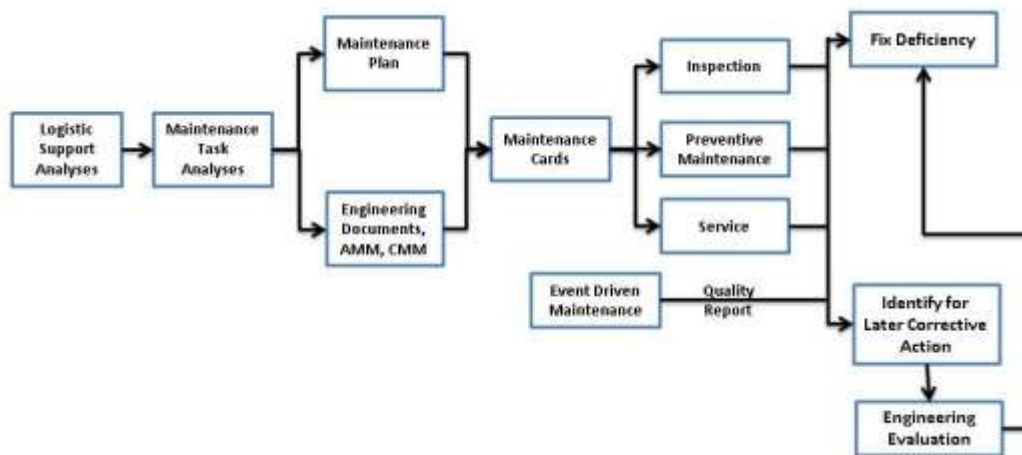 Logistic
Support
Analyses
Maintenance
Task
Analyses
Maintenance
Plan
Engineering
Documents,
AMM, CMM
Maintenance
Cards
Inspection
Preventive
Maintenance
Service
Event Driven
Maintenance
Quality
Report
Fix Deficiency
Identify for
Later Corrective
Action
Engineering
Evaluation